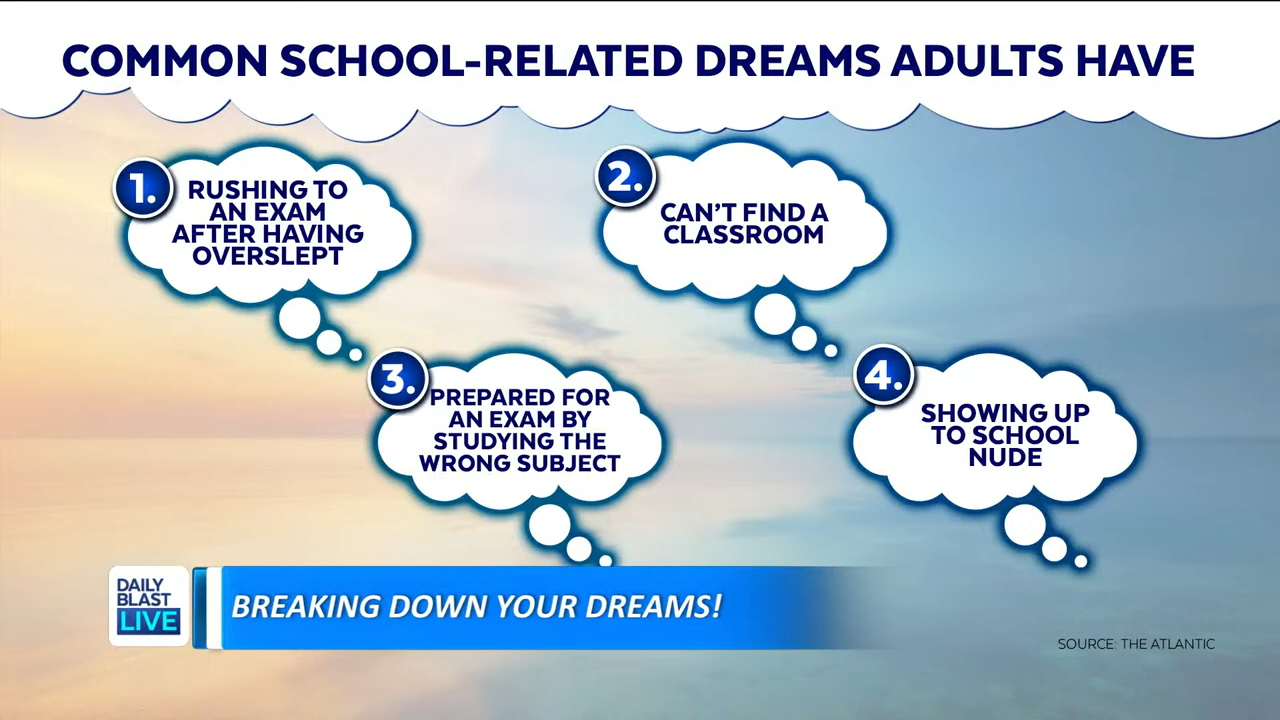 COMMON SCHOOL-RELATED DREAMS ADULTS HAVE
1.
RUSHING TO
AN EXAM
AFTER HAVING
OVERSLEPT
2.
CAN'T FIND A
CLASSROOM
3.
PREPARED FOR
AN EXAM BY
STUDYING THE
WRONG SUBJECT
4.
SHOWING UP
TO SCHOOL
NUDE
DAILY
BLAST
LIVE
BREAKING DOWN YOUR DREAMS!
SOURCE: THE ATLANTIC